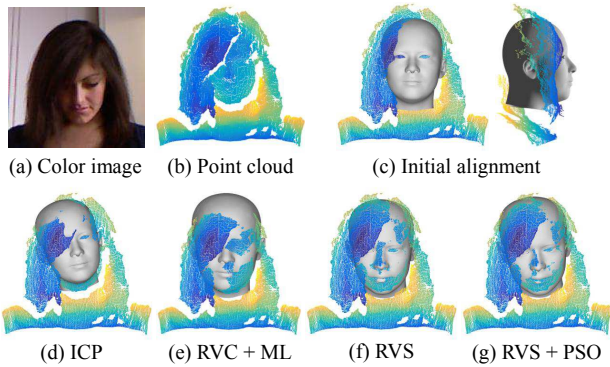 (a) Color image
(b) Point cloud
(c) Initial alignment
(d) ICP
(e) RVC + ML
(f) RVS
(g) RVS + PSO